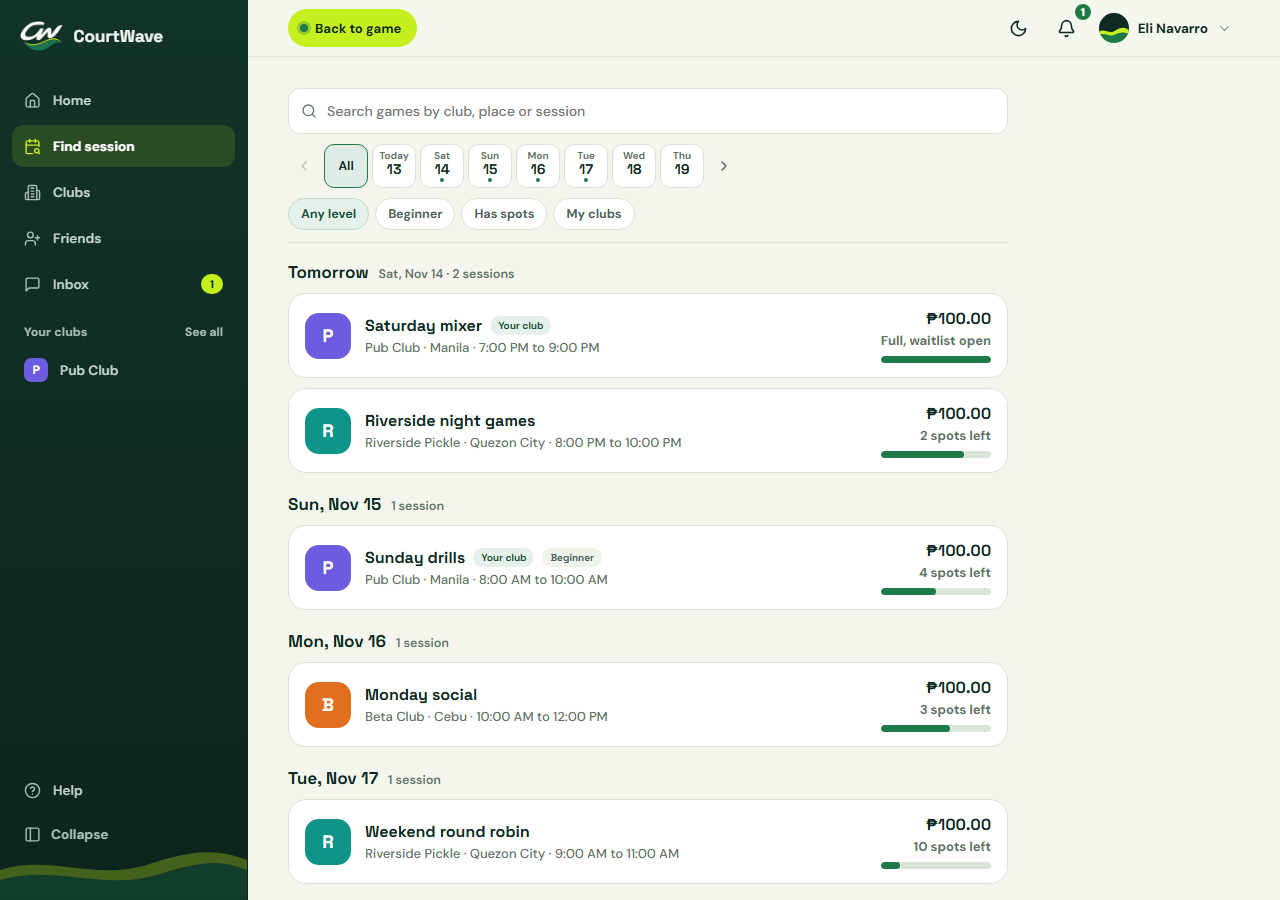 CW CourtWave
Back to game
1
Eli Navarro
Home
Find session
Clubs
Friends
Inbox 1
Your clubs See all
P Pub Club
Help
Collapse
Search games by club, place or session
All
Today 13
Sat 14
Sun 15
Mon 16
Tue 17
Wed 18
Thu 19
Any level Beginner Has spots My clubs
Tomorrow Sat, Nov 14 · 2 sessions
P
Saturday mixer Your club
Pub Club · Manila · 7:00 PM to 9:00 PM
₱100.00
Full, waitlist open
R
Riverside night games
Riverside Pickle · Quezon City · 8:00 PM to 10:00 PM
₱100.00
2 spots left
Sun, Nov 15 1 session
P
Sunday drills Your club Beginner
Pub Club · Manila · 8:00 AM to 10:00 AM
₱100.00
4 spots left
Mon, Nov 16 1 session
B
Monday social
Beta Club · Cebu · 10:00 AM to 12:00 PM
₱100.00
3 spots left
Tue, Nov 17 1 session
R
Weekend round robin
Riverside Pickle · Quezon City · 9:00 AM to 11:00 AM
₱100.00
10 spots left